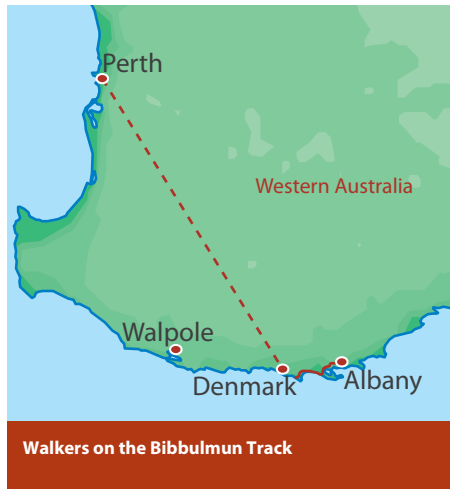 Perth
Western Australia
Walpole
Denmark
Albany
Walkers on the Bibbulmun Track